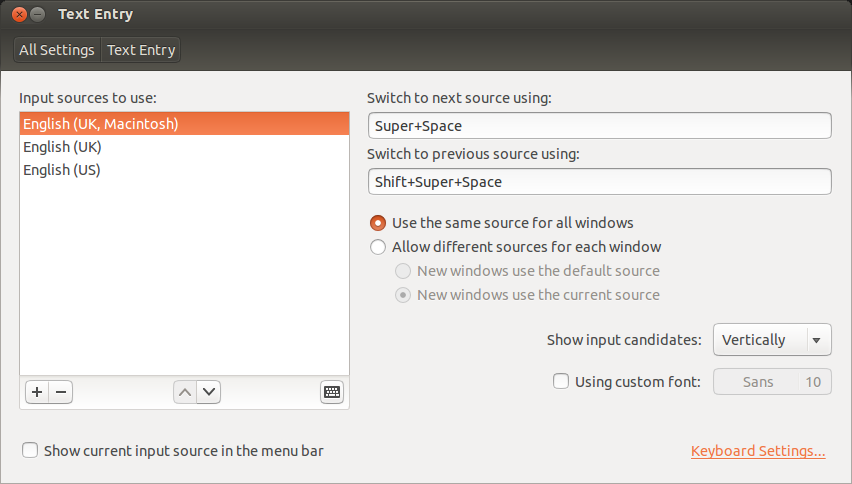 Text Entry
All Settings Text Entry
Input sources to use:
English (UK, Macintosh)
English (UK)
English (US)
Switch to next source using:
Super+Space
Switch to previous source using:
Shift+Super+Space
Use the same source for all windows
Allow different sources for each window
New windows use the default source
New windows use the current source
Show input candidates: Vertically
Using custom font: Sans 10
Show current input source in the menu bar
Keyboard Settings...